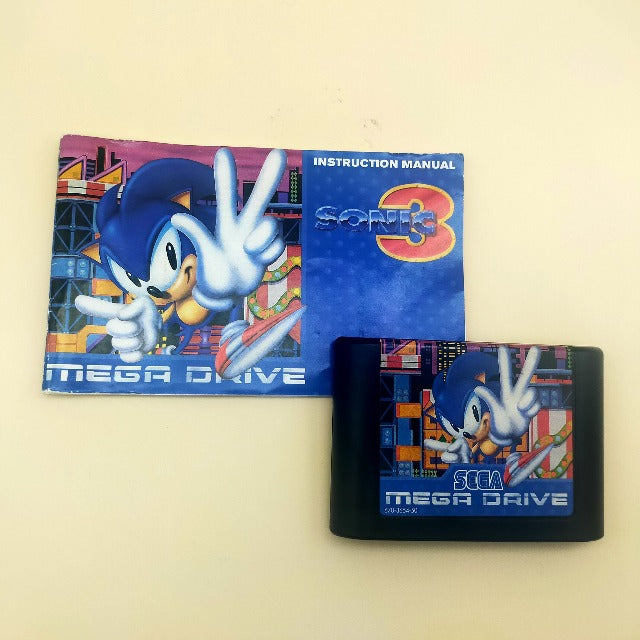 INSTRUCTION MANUAL
SONIC 3
MEGA DRIVE
SEGA
MEGA DRIVE